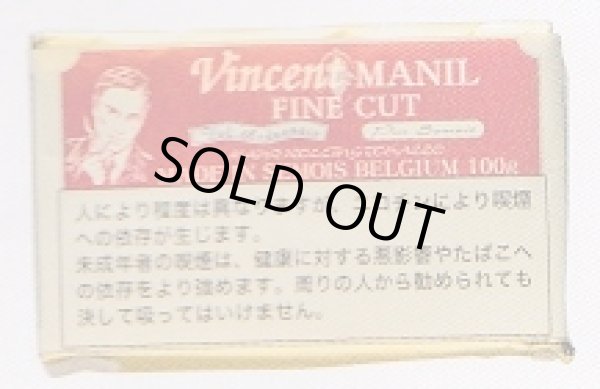 Vincent MANIL
FINE CUT
SEMOIS BELGIUM 100g
SOLD OUT
人により程度は異なりますが、ニコチンにより喫煙
への依存が生じます。
未成年者の喫煙は、健康に対する悪影響やたばこへ
の依存をより強めます。周りの人から勧められても
決して吸ってはいけません。